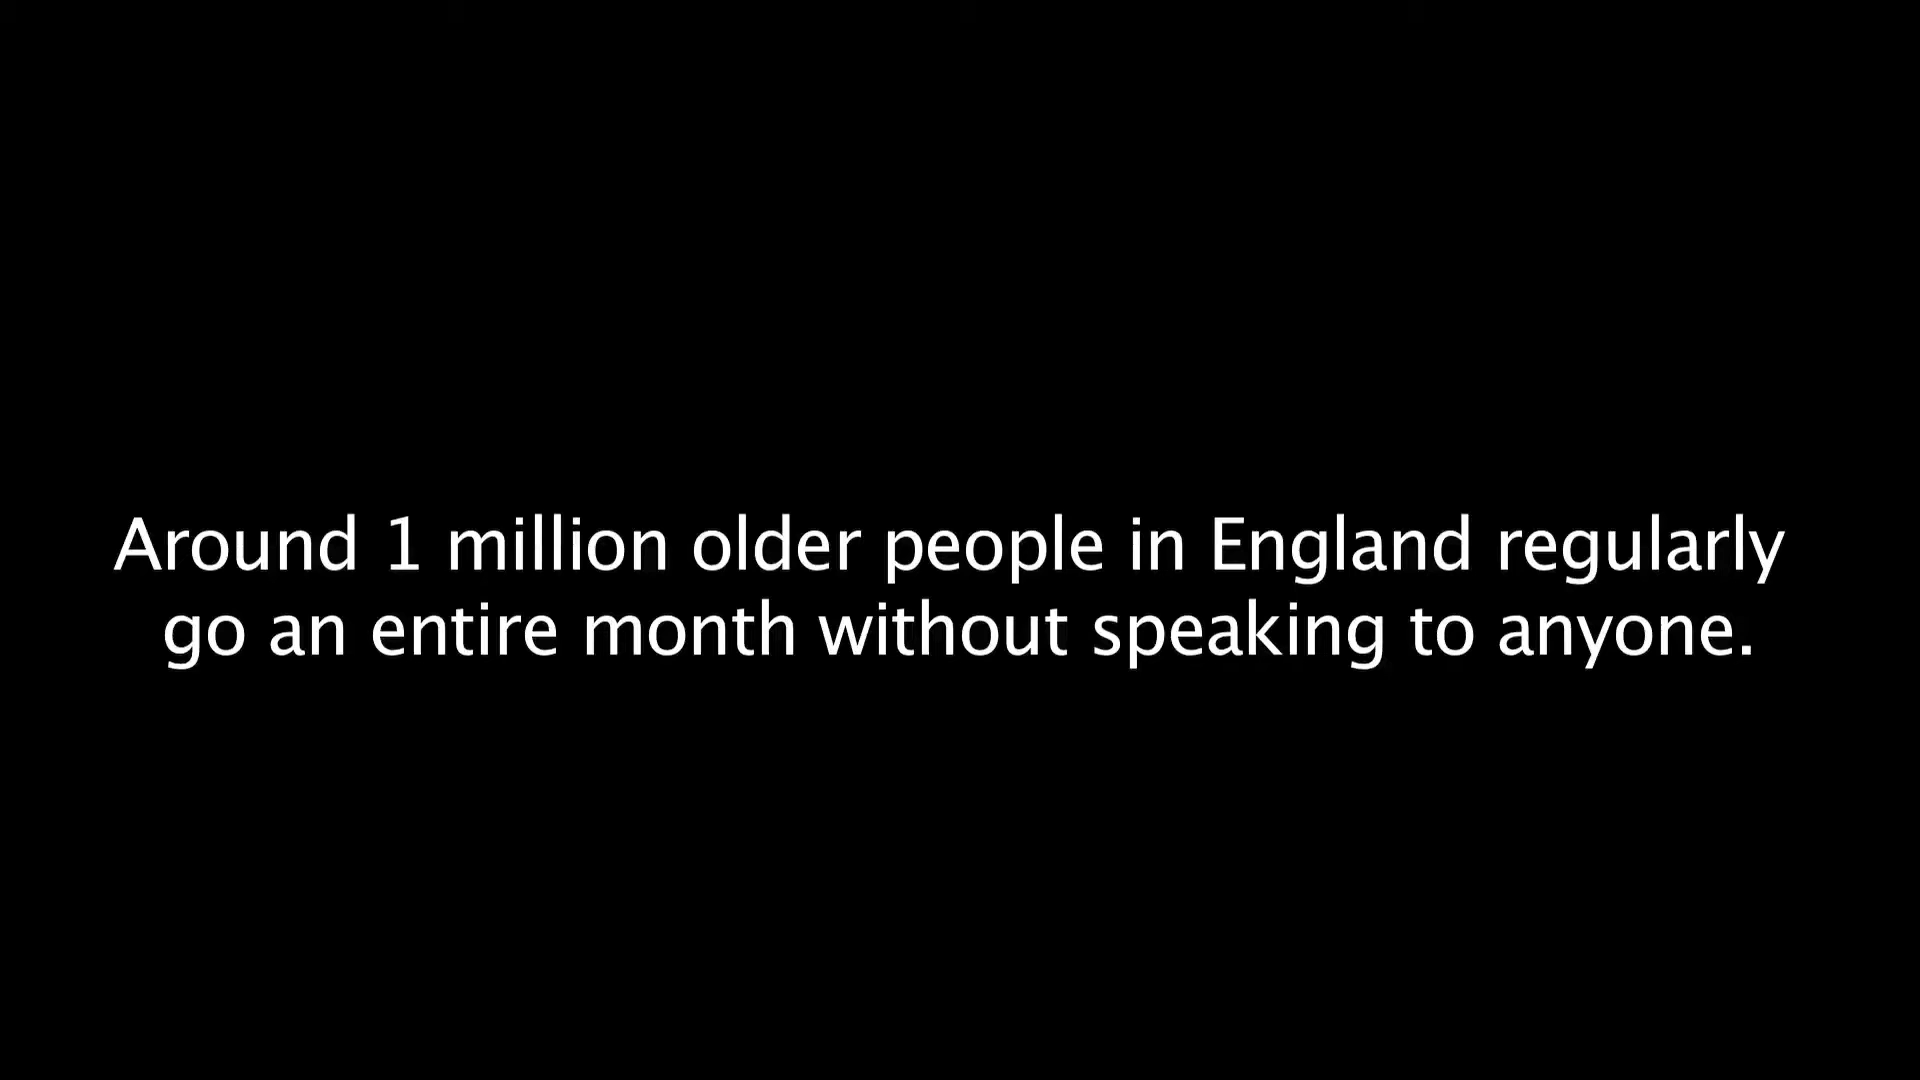 Around 1 million older people in England regularly
go an entire month without speaking to anyone.